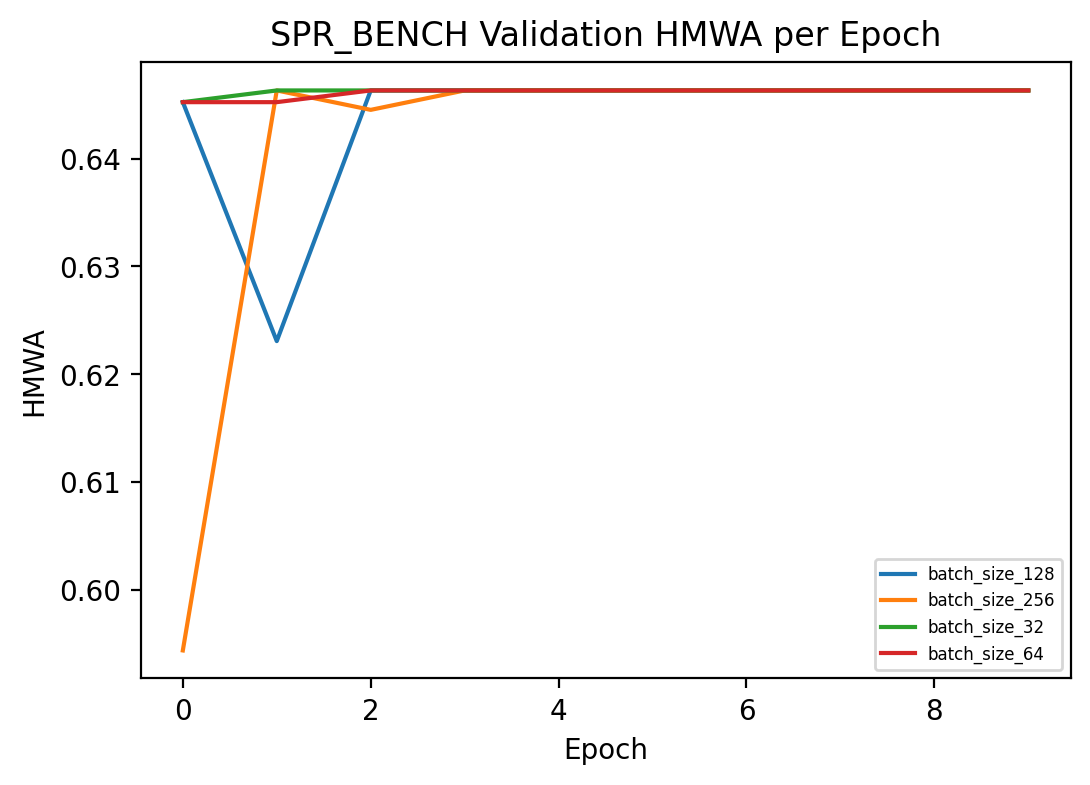 SPR_BENCH Validation HMWA per Epoch
HMWA
0.64
0.63
0.62
0.61
0.60
0 2 4 6 8
Epoch
batch_size_128
batch_size_256
batch_size_32
batch_size_64